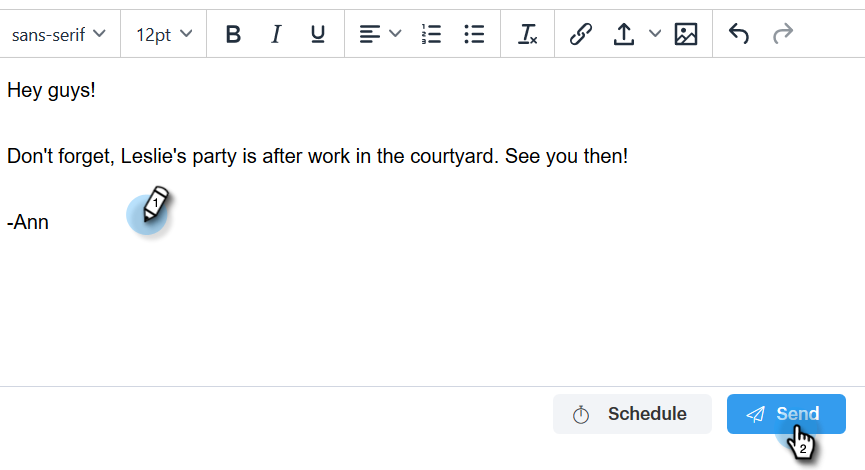 sans-serif 12pt B I U
Hey guys!
Don't forget, Leslie's party is after work in the courtyard. See you then!
1
-Ann
Schedule Send
2